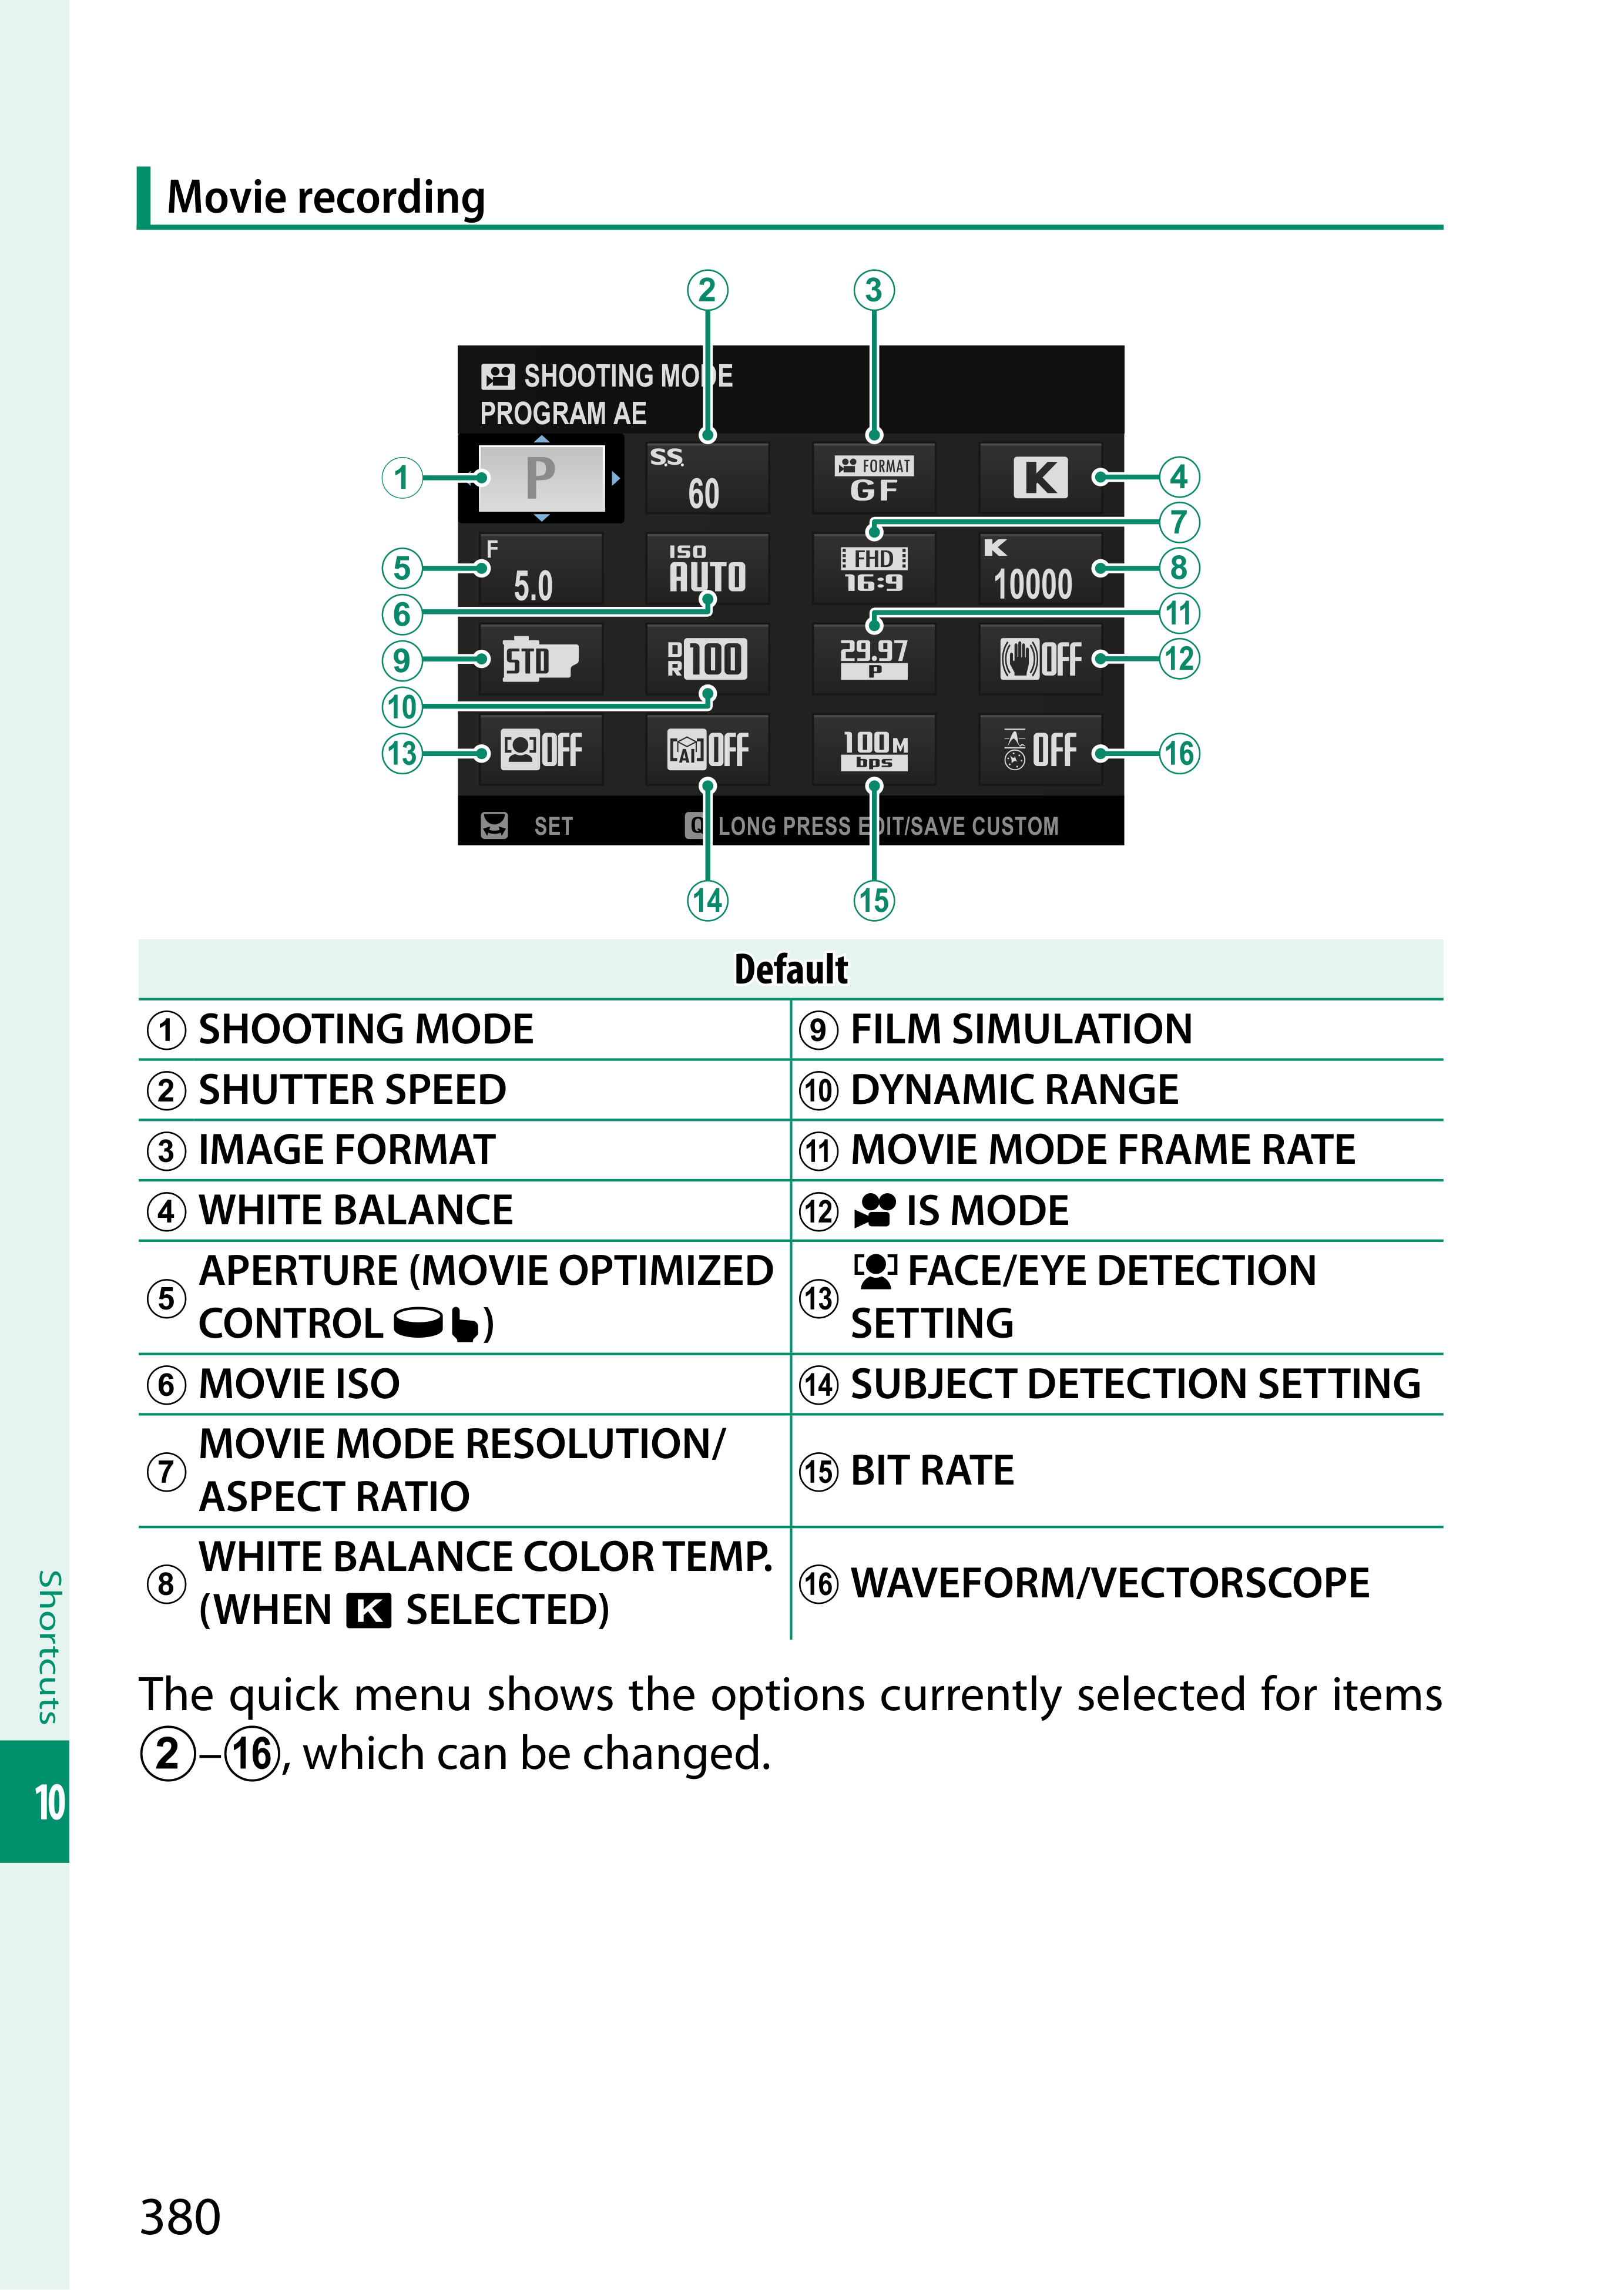 Movie recording
2 3
SHOOTING MODE
PROGRAM AE
1 P S.S. 60 FORMAT GF K 4
7
5 F 5.0 ISO AUTO FHD 16:9 K 10000 8
6 11
9 STD DR 100 29.97 P OFF 12
10
13 OFF AI OFF 100M bps OFF 16
SET Q LONG PRESS EDIT/SAVE CUSTOM
14 15
Default
1 SHOOTING MODE
9 FILM SIMULATION
2 SHUTTER SPEED
10 DYNAMIC RANGE
3 IMAGE FORMAT
11 MOVIE MODE FRAME RATE
4 WHITE BALANCE
12 IS MODE
5 APERTURE (MOVIE OPTIMIZED
CONTROL )
13 FACE/EYE DETECTION
SETTING
6 MOVIE ISO
14 SUBJECT DETECTION SETTING
7 MOVIE MODE RESOLUTION/
ASPECT RATIO
15 BIT RATE
8 WHITE BALANCE COLOR TEMP.
(WHEN K SELECTED)
16 WAVEFORM/VECTORSCOPE
The quick menu shows the options currently selected for items
2–16, which can be changed.
Shortcuts
10
380